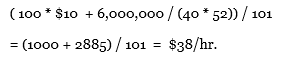 ( 100 * $10 + 6,000,000 / (40 * 52)) / 101
= (1000 + 2885) / 101 = $38/hr.